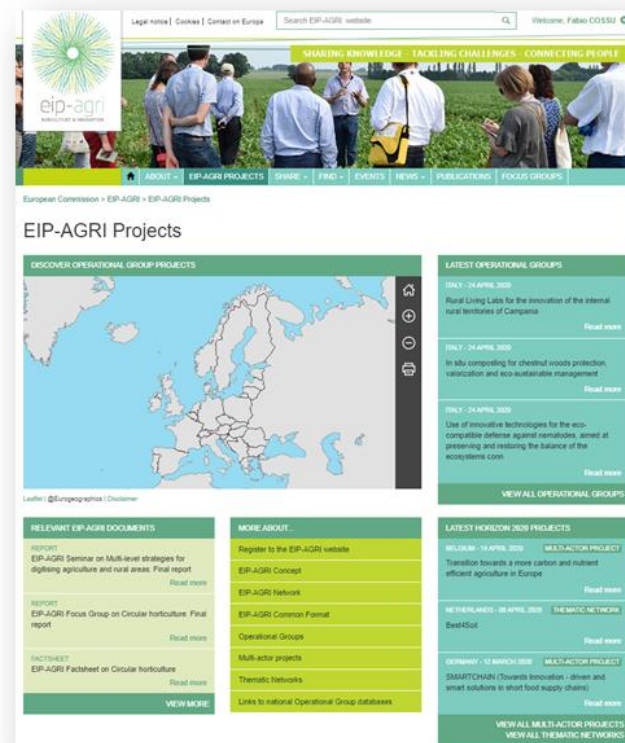 Legal notice | Cookies | Contact on Europa
Search EIP-AGRI website
Welcome, Fabio COSSU
SHARING KNOWLEDGE - TACKLING CHALLENGES - CONNECTING PEOPLE
eip-agri
AGRICULTURE & INNOVATION
ABOUT
EIP-AGRI PROJECTS
SHARE
FIND
EVENTS
NEWS
PUBLICATIONS
FOCUS GROUPS
European Commission > EIP-AGRI > EIP-AGRI Projects
EIP-AGRI Projects
DISCOVER OPERATIONAL GROUP PROJECTS
Leaflet | @Eurogeographics | Disclaimer
LATEST OPERATIONAL GROUPS
ITALY - 24 APRIL 2020
Rural Living Labs for the innovation of the internal
rural territories of Campania
Read more
ITALY - 24 APRIL 2020
In situ composting for chestnut woods protection,
valorization and eco-sustainable management
Read more
ITALY - 24 APRIL 2020
Use of innovative technologies for the eco-
compatible defense against nematodes, aimed at
preserving and restoring the balance of the
ecosystems conn
Read more
VIEW ALL OPERATIONAL GROUPS
RELEVANT EIP-AGRI DOCUMENTS
REPORT
EIP-AGRI Seminar on Multi-level strategies for
digitising agriculture and rural areas: Final report
Read more
REPORT
EIP-AGRI Focus Group on Circular horticulture: Final
report
Read more
FACTSHEET
EIP-AGRI Factsheet on Circular horticulture
Read more
VIEW MORE
MORE ABOUT...
Register to the EIP-AGRI website
EIP-AGRI Concept
EIP-AGRI Network
EIP-AGRI Common Format
Operational Groups
Multi-actor projects
Thematic Networks
Links to national Operational Group databases
LATEST HORIZON 2020 PROJECTS
BELGIUM - 14 APRIL 2020 MULTI-ACTOR PROJECT
Transition towards a more carbon and nutrient
efficient agriculture in Europe
Read more
NETHERLANDS - 08 APRIL 2020 THEMATIC NETWORK
Best4Soil
Read more
GERMANY - 12 MARCH 2020 MULTI-ACTOR PROJECT
SMARTCHAIN (Towards Innovation - driven and
smart solutions in short food supply chains)
Read more
VIEW ALL MULTI-ACTOR PROJECTS
VIEW ALL THEMATIC NETWORKS